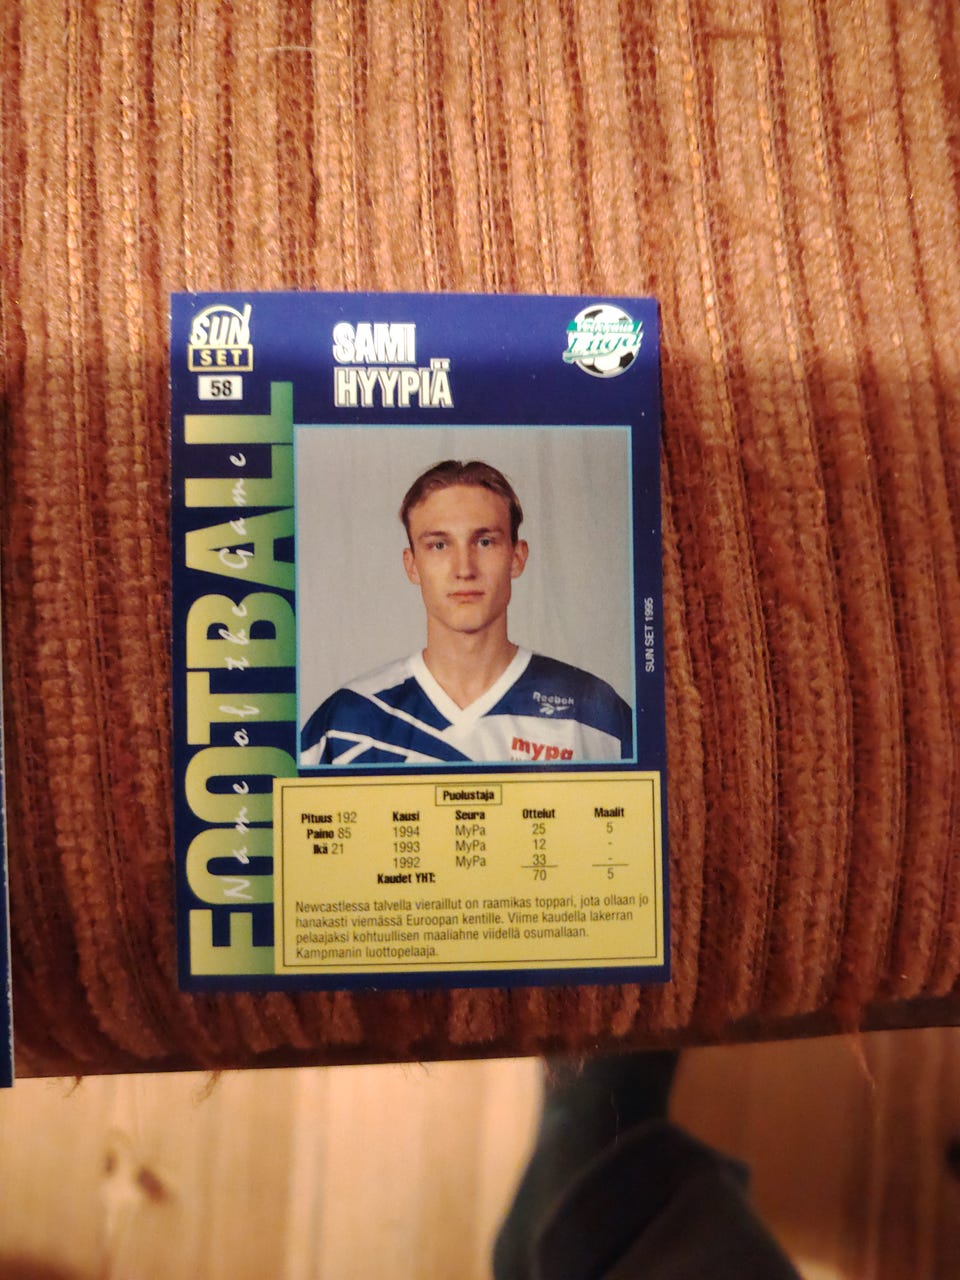 SUN
SET
58
SAMI
HYYPIÄ
Veikkaus
Liiga
FOOTBALL
Name of the Game
Reebok
mypa
SUN SET 1995
Puolustaja
Pituus 192
Paino 85
Ikä 21
Kausi Seura Ottelut Maalit
1994 MyPa 25 5
1993 MyPa 12 -
1992 MyPa 33 -
Kaudet YHT: 70 5
Newcastlessa talvella vieraillut on raamikas toppari, jota ollaan jo
hanakasti viemässä Euroopan kentille. Viime kaudella lakerran
pelaajaksi kohtuullisen maaliahne viidellä osumallaan.
Kampmanin luottopelaaja.